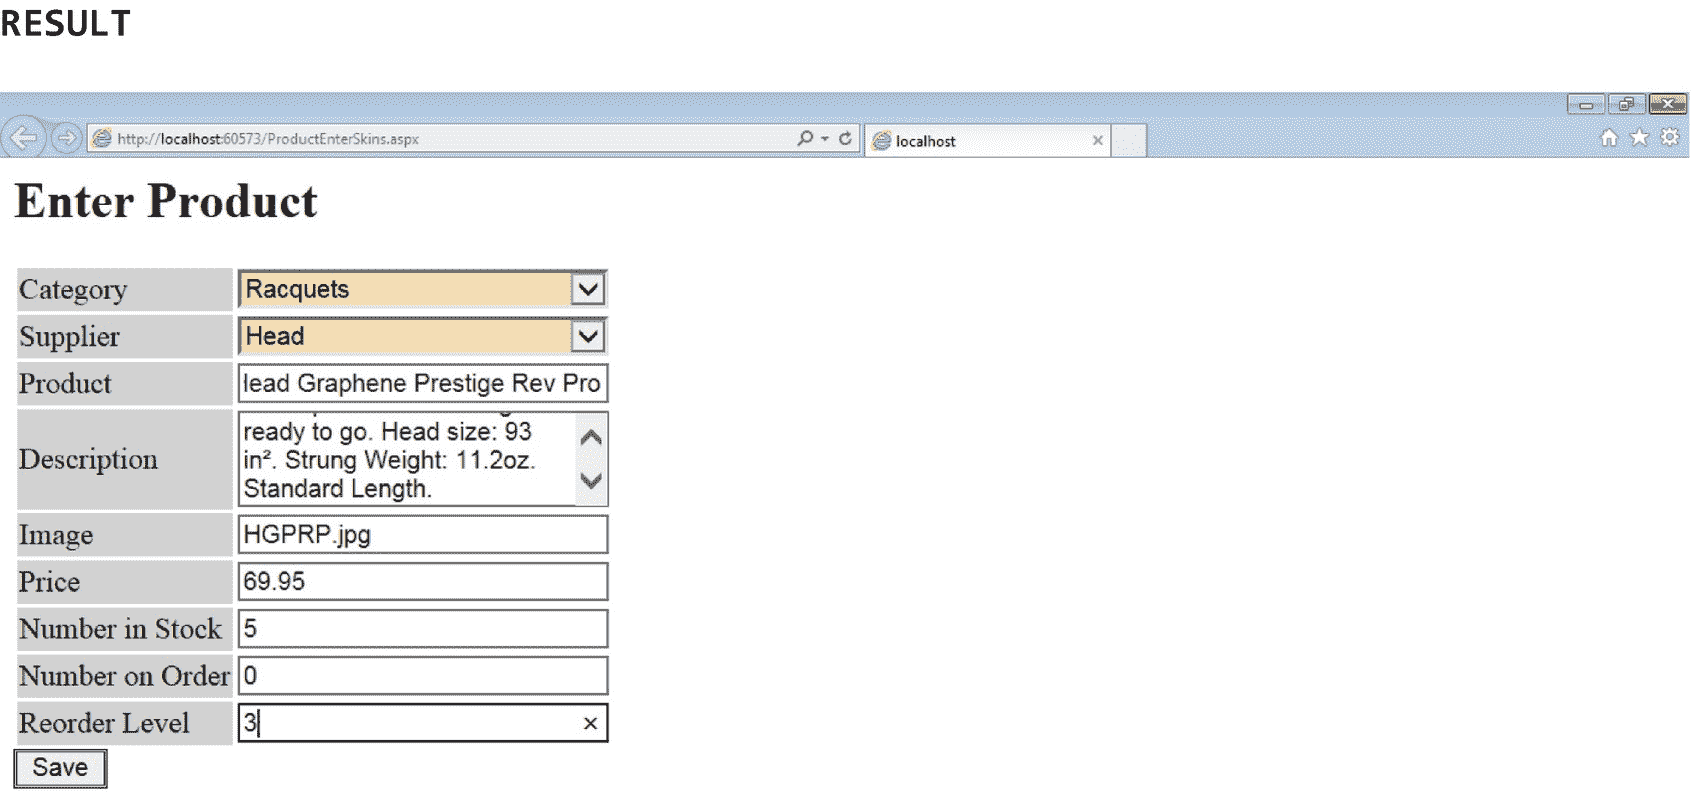 RESULT
http://localhost:60573/ProductEnterSkins.aspx
localhost
Enter Product
Category Racquets
Supplier Head
Product lead Graphene Prestige Rev Pro
Description ready to go. Head size: 93
in². Strung Weight: 11.2oz.
Standard Length.
Image HGPRP.jpg
Price 69.95
Number in Stock 5
Number on Order 0
Reorder Level 3
Save